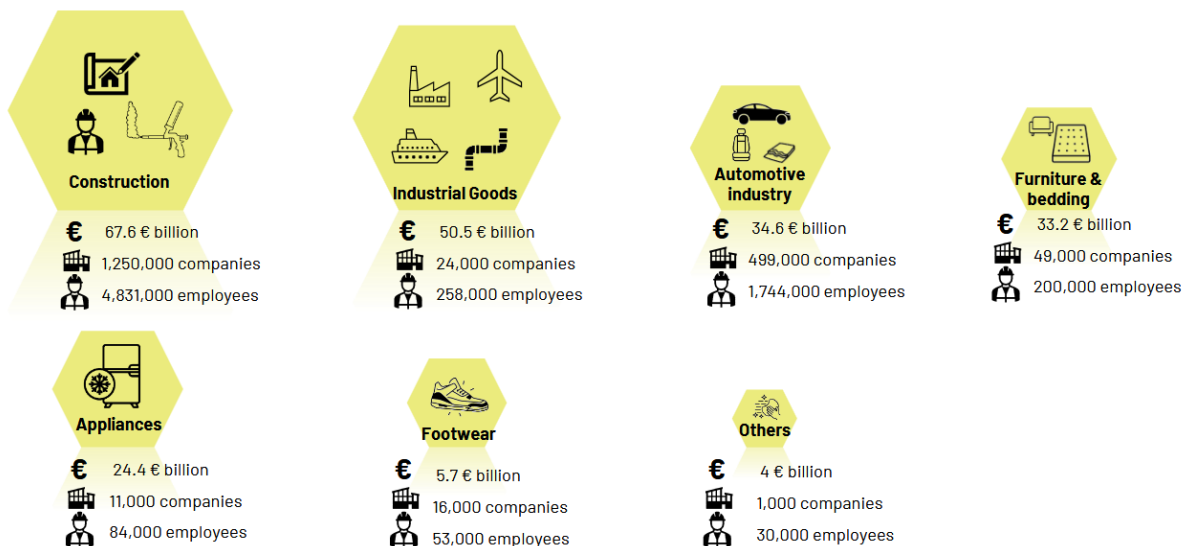 Construction
€ 67.6 € billion
1,250,000 companies
4,831,000 employees
Industrial Goods
€ 50.5 € billion
24,000 companies
258,000 employees
Automotive
industry
€ 34.6 € billion
499,000 companies
1,744,000 employees
Furniture &
bedding
€ 33.2 € billion
49,000 companies
200,000 employees
Appliances
€ 24.4 € billion
11,000 companies
84,000 employees
Footwear
€ 5.7 € billion
16,000 companies
53,000 employees
Others
€ 4 € billion
1,000 companies
30,000 employees